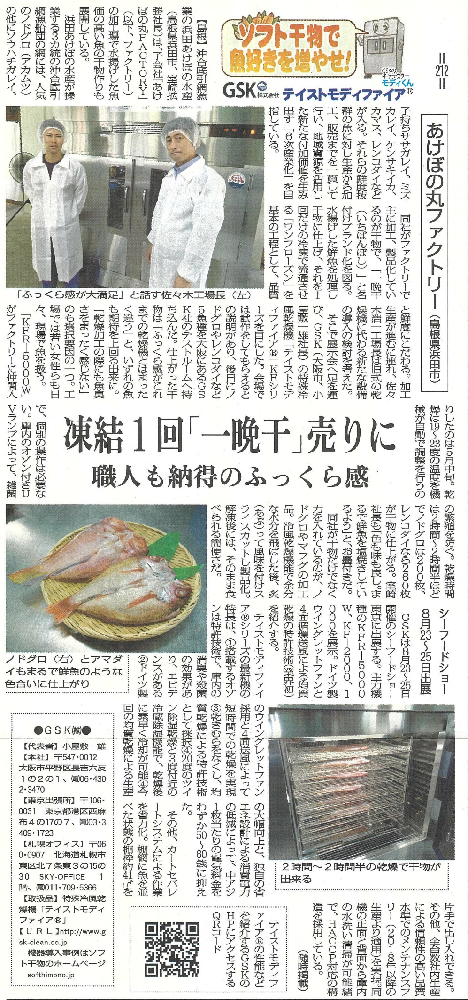 ＝212＝
ソフト干物で
魚好きを増やせ!
GSKの
キャラクター
モディくん
GSK株式会社
テイストモディファイア®
あけぼの丸ファクトリー(島根県浜田市)
【島根】沖合底引網漁
業の浜田あけぼの水産
(島根県浜田市、室崎拡
勝社長)は、子会社「あけ
ぼの丸FACTORY」
(以下、ファクトリー)
の加工場で水揚げした魚
価の高い魚の干物作りも
展開している。
浜田あけぼの水産が操
業する3カ統の沖合底引
網漁船団の網には、人気
のノドグロ(アカムツ)
の他にソウハチガレイ、
子持ちササガレイ、ミズ
カレイ、ケンサキイカ、
カマス、レンコダイなど
が入る。それらの鮮度抜
群の魚に対し生産から加
工、販売までを一貫して
行い、地域資源を活用し
た新たな付加価値を生み
出す「6次産業化」を目
指している。
同社がファクトリーで
主に加工、製品化してい
るのが干物で、「一晩干
(いちばんぼし)」と名
付けブランド化を図る。
水揚げした鮮魚を処理し
干物に仕上げ、それを1
回だけの冷凍で流通させ
る「ワンフローズン」を
基本の工程として、品質
「ふっくら感が大満足」と話す佐々木工場長(左)
と鮮度にこだわる。加工
生産が進むに連れ、佐々
木浩一工場長は旧式の乾
燥機に代わる新たな設備
の導入の検討を考えた。
そこで展示会へ足を運
び、GSK(大阪市、小
屋敷一雄社長)の特殊冷
風乾燥機「テイストモデ
ィファイア®」KFシリ
ーズを目にした。会場で
は試作をしてもらえると
の説明があり、後日にノ
ドグロやレンコダイなど
5魚種を大阪にあるGS
K社のテストルームへ持
ち込んだ。仕上がった干
物は「ふっくら感がこれ
までの乾燥機とはまった
く違う」と、いずれの魚
も期待を上回る出来に。
「乾燥加工の際にも魚臭
さをまったく感じない」
のも選択要因の一つ。工
場では若い女性らも日
々、現場で魚を扱う。
「KFR―5000W」
がファクトリーに仲間入
凍結1回「一晩干」売りに
職人も納得のふっくら感
りしたのは5月中旬。乾
燥は19～23度の温度を機
械が自動で調整を行うの
で、個別の操作は必要な
い。庫内のオゾン付きU
Vランプによって、雑菌
の繁殖を防ぐ。乾燥時間
は2時間～2時間半ほど
でノドグロは200枚、
レンコダイなら260枚
が干物に仕上がる。室崎
社長も「色も味も良し。ま
るで鮮魚を塩焼きしてい
るよう」と、お墨付きだ。
同社が干物だけでなく
力を入れているのが、ノ
ドグロやマフグの加工
品。冷風乾燥機能で余分
な水分を飛ばした後、炙
(あぶ)って風味を付けス
ライスカットし製品化。
解凍後には、そのまま食
べられる簡便さだ。
ノドグロ(右)とアマダ
イもまるで鮮魚のような
色合いに仕上がり
シーフードショー
8月23～25日出展
GSKは8月23～25日
開催のシーフードショー
東京に出展する。主力機
種のKFR―5000
W、KF―2000、1
000を展示。ドイツ製
ウイングレットファンと
4面循環送風による均質
乾燥の特許技術(業界初)
を紹介する。
テイストモディファイ
ア®シリーズの最新機の
特長は、①搭載するオゾ
ンは特許技術で、庫内の
消臭や殺菌
の効果があ
り、エビデ
ンスがある
②ドイツ製
のウイングレットファン
採用と4面送風によって
短時間での乾燥を実現
③乾きむらをなくし、均
質乾燥による特許技術
として採択④20度のツイ
ン除湿乾燥と3度付近の
冷蔵除湿機能で、乾燥後
に素早く冷却が可能④今
回の均質乾燥による生産
の大幅向上と、独自の省
エネ設計による消費電力
の低減によって、中アジ
1枚当たりの電気料金を
わずか50～60銭に抑え
た。
その他、カートセパレ
ートシステムによる作業
を省力化。棚網に魚を並
べた状態の棚枠約41㌔を
2時間～2時間半の乾燥で干物が
出来る
片手で出し入れできる。
その他、全台数社内生産
による信頼性の高い品質
水準でのメンテナンスフ
リー(2018年以降の
生産より適用)を実現。同
機の正面と背面から庫内
の水洗い清掃が可能緒
で、HACCP対応の構
造を採用している。
(随時掲載)
テイストモディフ
ァイア®の性能など
を紹介するGSKの
HPにアクセスする
QRコード
●GSK㈱●
【代表者】小屋敷一雄
【本社】〒547・0012
大阪市平野区長吉六反
1の2の1、㊡06・430
2・3470
【東京出張所】〒106・
0031　東京都港区西麻
布4の17の7、㊡03・3
409・1723
【札幌オフィス】〒06
0・0907　北海道札幌市
東区北7条東3の15の
30　SKY-OFFICE　1
階、㊡011・709・5366
【取扱品】特殊冷風乾
燥機「テイストモディ
ファイア®」
【URL】http://www.g
sk-clean.co.jp
機器導入事例はソフ
ト干物のホームページ
softhimono.jp